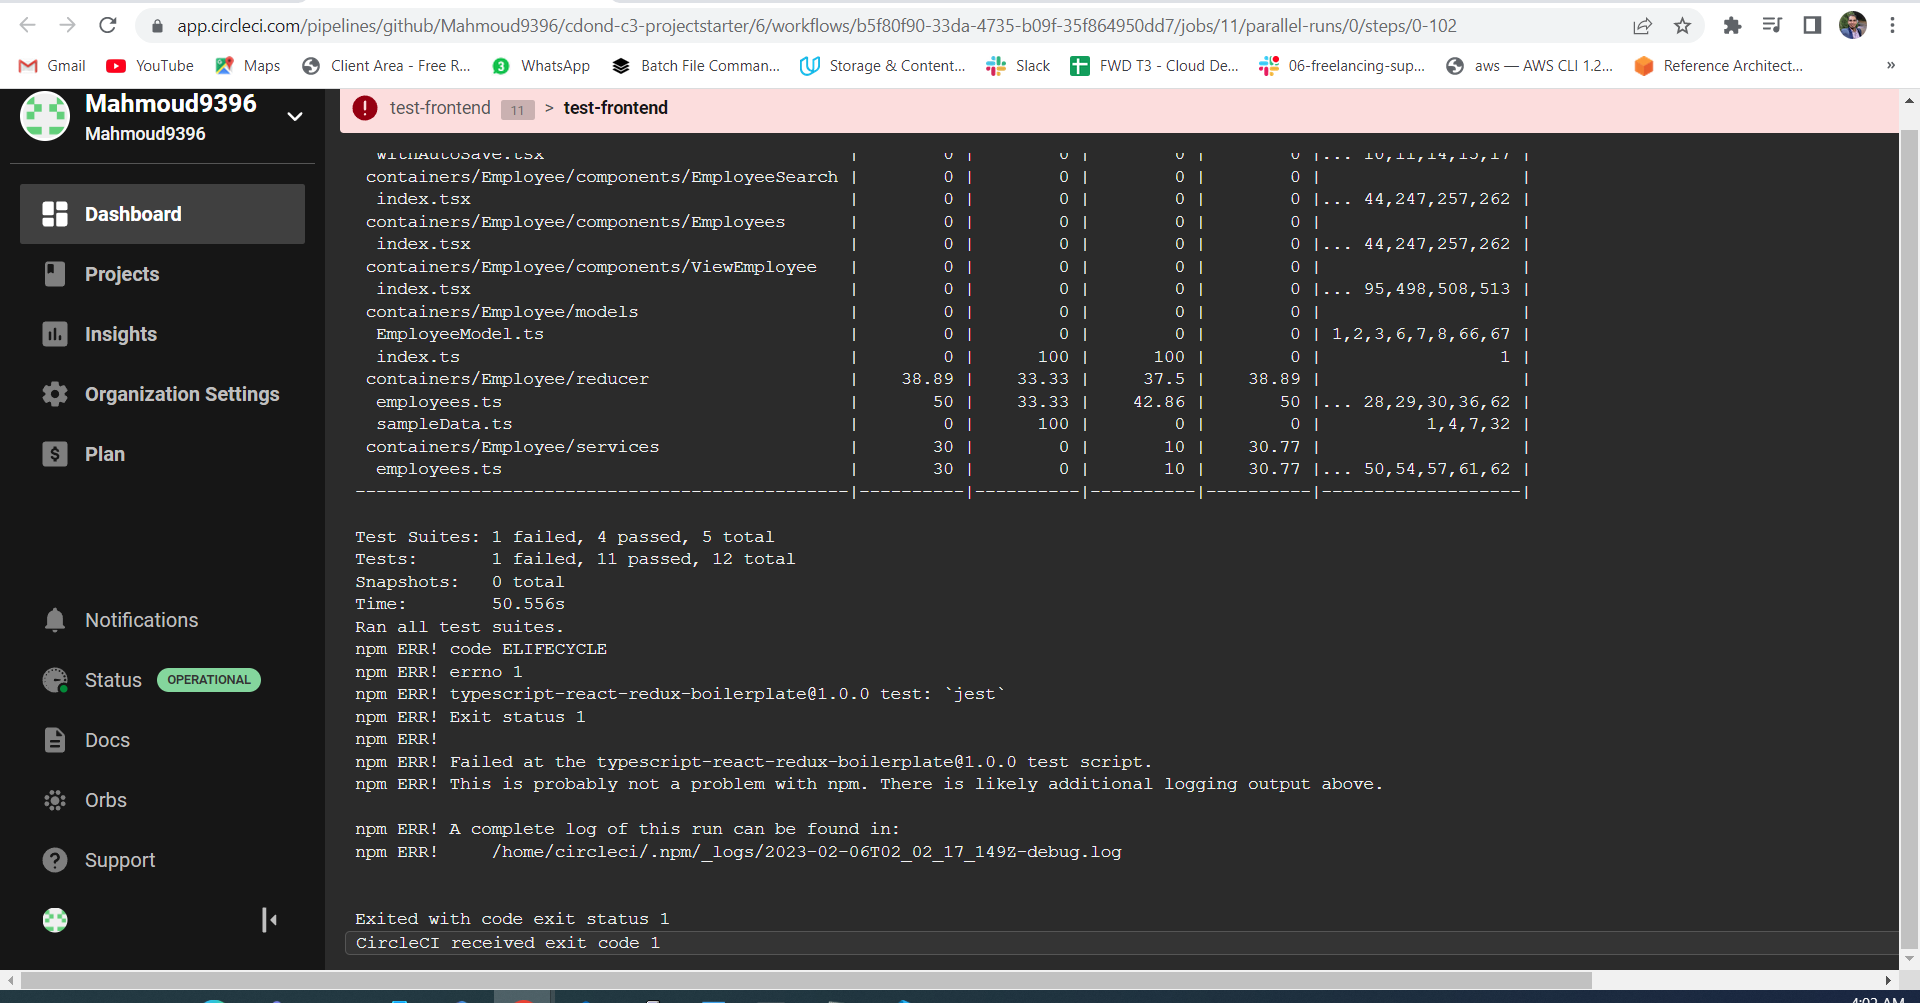 app.circleci.com/pipelines/github/Mahmoud9396/cdond-c3-projectstarter/6/workflows/b5f80f90-33da-4735-b09f-35f864950dd7/jobs/11/parallel-runs/0/steps/0-102
Gmail YouTube Maps Client Area - Free R... WhatsApp Batch File Comman... Storage & Content... Slack FWD T3 - Cloud De... 06-freelancing-sup... aws — AWS CLI 1.2... Reference Architect... »
Mahmoud9396
Mahmoud9396
Dashboard
Projects
Insights
Organization Settings
Plan
Notifications
Status OPERATIONAL
Docs
Orbs
Support
test-frontend 11 > test-frontend
withAutoSave.tsx | 0 | 0 | 0 | 0 |... 10,11,14,15,17 |
containers/Employee/components/EmployeeSearch | 0 | 0 | 0 | 0 | |
index.tsx | 0 | 0 | 0 | 0 |... 44,247,257,262 |
containers/Employee/components/Employees | 0 | 0 | 0 | 0 | |
index.tsx | 0 | 0 | 0 | 0 |... 44,247,257,262 |
containers/Employee/components/ViewEmployee | 0 | 0 | 0 | 0 | |
index.tsx | 0 | 0 | 0 | 0 |... 95,498,508,513 |
containers/Employee/models | 0 | 0 | 0 | 0 | |
EmployeeModel.ts | 0 | 0 | 0 | 0 | 1,2,3,6,7,8,66,67 |
index.ts | 0 | 100 | 100 | 0 | 1 |
containers/Employee/reducer | 38.89 | 33.33 | 37.5 | 38.89 | |
employees.ts | 50 | 33.33 | 42.86 | 50 |... 28,29,30,36,62 |
sampleData.ts | 0 | 100 | 0 | 0 | 1,4,7,32 |
containers/Employee/services | 30 | 0 | 10 | 30.77 | |
employees.ts | 30 | 0 | 10 | 30.77 |... 50,54,57,61,62 |
-----------------------------------------------|----------|----------|----------|----------|-------------------|
Test Suites: 1 failed, 4 passed, 5 total
Tests: 1 failed, 11 passed, 12 total
Snapshots: 0 total
Time: 50.556s
Ran all test suites.
npm ERR! code ELIFECYCLE
npm ERR! errno 1
npm ERR! typescript-react-redux-boilerplate@1.0.0 test: `jest`
npm ERR! Exit status 1
npm ERR!
npm ERR! Failed at the typescript-react-redux-boilerplate@1.0.0 test script.
npm ERR! This is probably not a problem with npm. There is likely additional logging output above.
npm ERR! A complete log of this run can be found in:
npm ERR! /home/circleci/.npm/_logs/2023-02-06T02_02_17_149Z-debug.log
Exited with code exit status 1
CircleCI received exit code 1
4:02 AM